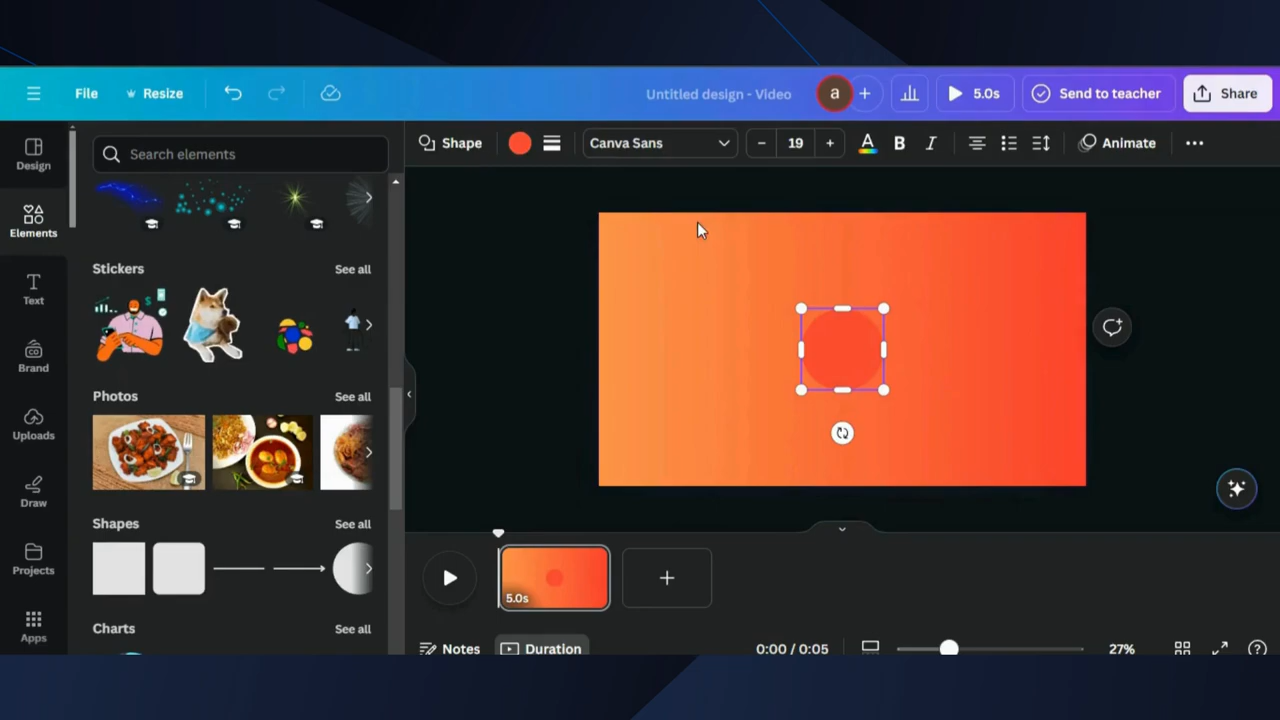 File Resize Untitled design - Video a 5.0s Send to teacher Share
Design
Elements
Text
Brand
Uploads
Draw
Projects
Apps
Search elements
Stickers See all
Photos See all
Shapes See all
Charts See all
Shape Canva Sans - 19 + A B I Animate
5.0s
Notes Duration 0:00 / 0:05 27%